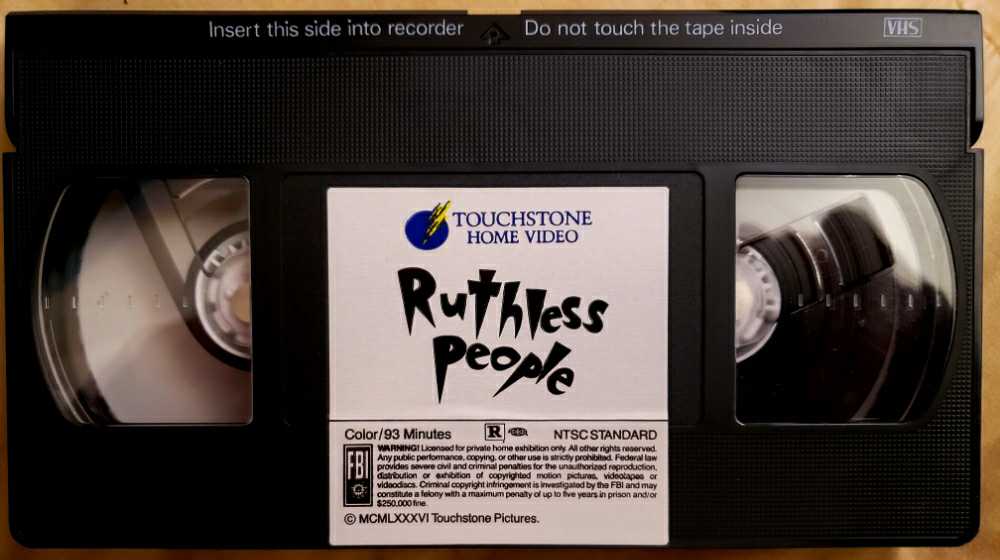 Insert this side into recorder Do not touch the tape inside VHS
TOUCHSTONE
HOME VIDEO
Ruthless
People
Color/93 Minutes R NTSC STANDARD
FBI
WARNING! Licensed for private home exhibition only. All other rights reserved.
Any public performance, copying, or other use is strictly prohibited. Federal law
provides severe civil and criminal penalties for the unauthorized reproduction,
distribution or exhibition of copyrighted motion pictures, videotapes or
videodiscs. Criminal copyright infringement is investigated by the FBI and may
constitute a felony with a maximum penalty of up to five years in prison and/or
$250,000 fine.
© MCMLXXXVI Touchstone Pictures.